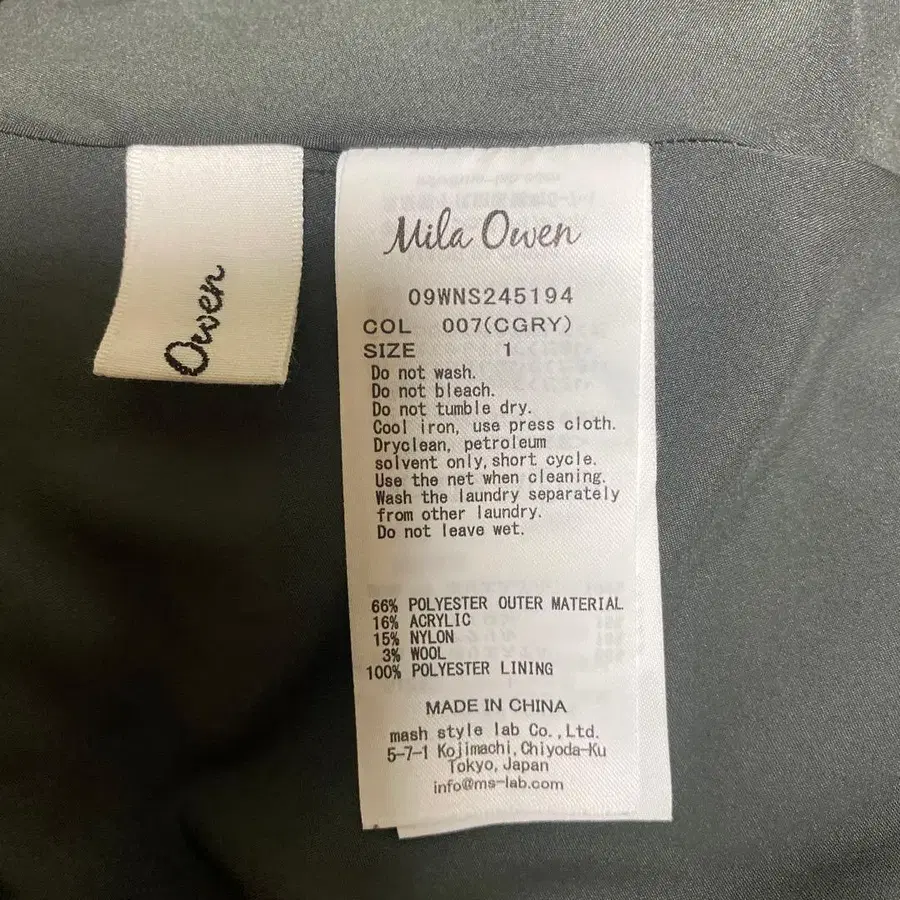 Owen
Mila Owen
09WNS245194
COL 007(CGRY)
SIZE 1
Do not wash.
Do not bleach.
Do not tumble dry.
Cool iron, use press cloth.
Dryclean, petroleum
solvent only, short cycle.
Use the net when cleaning.
Wash the laundry separately
from other laundry.
Do not leave wet.
66% POLYESTER OUTER MATERIAL
16% ACRYLIC
15% NYLON
3% WOOL
100% POLYESTER LINING
MADE IN CHINA
mash style lab Co.,Ltd.
5-7-1 Kojimachi, Chiyoda-Ku
Tokyo, Japan
info@ms-lab.com